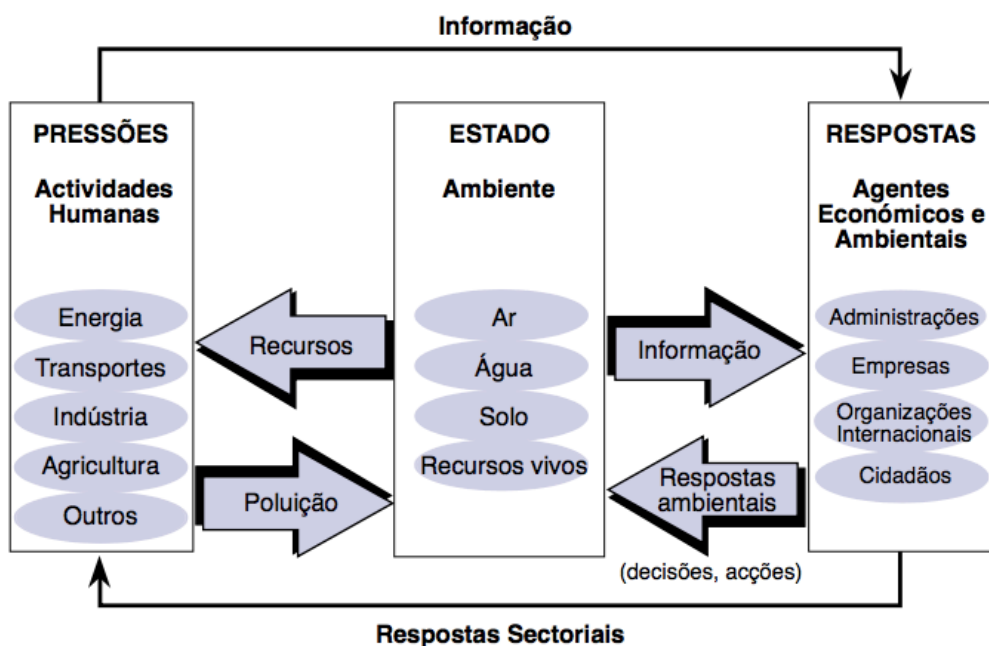 Informação
PRESSÕES
Actividades
Humanas
Energia
Transportes
Indústria
Agricultura
Outros
Recursos
Poluição
ESTADO
Ambiente
Ar
Água
Solo
Recursos vivos
Informação
Respostas
ambientais
(decisões, acções)
RESPOSTAS
Agentes
Económicos e
Ambientais
Administrações
Empresas
Organizações
Internacionais
Cidadãos
Respostas Sectoriais